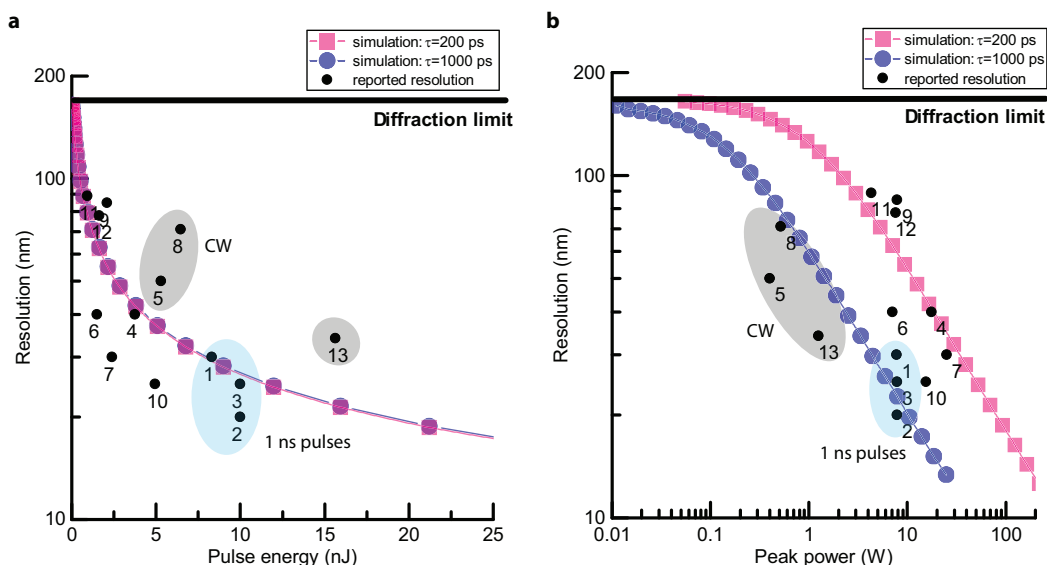 a
simulation: τ=200 ps
simulation: τ=1000 ps
reported resolution
200
Diffraction limit
100
11
9
12
8
CW
5
6
4
7
13
1
10
3
2
1 ns pulses
10
0
5
10
15
20
25
Resolution (nm)
Pulse energy (nJ)
b
simulation: τ=200 ps
simulation: τ=1000 ps
reported resolution
200
Diffraction limit
100
11
9
12
8
5
CW
6
4
13
1
7
3
10
2
1 ns pulses
10
0.01
0.1
1
10
100
Resolution (nm)
Peak power (W)